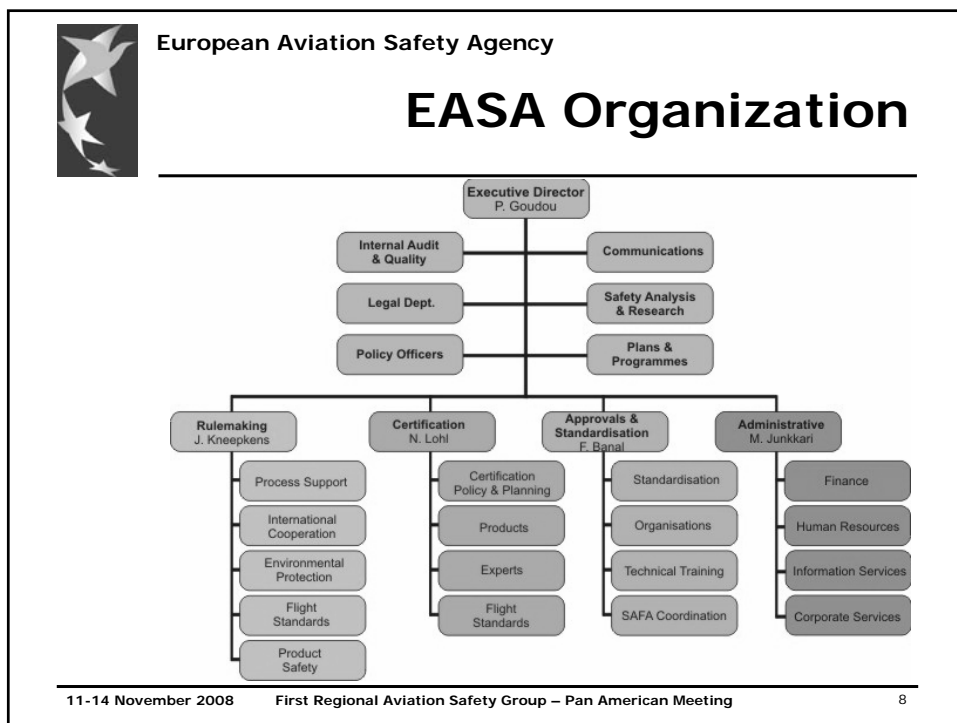 European Aviation Safety Agency
EASA Organization
Executive Director
P. Goudou
Internal Audit
& Quality
Communications
Legal Dept.
Safety Analysis
& Research
Policy Officers
Plans &
Programmes
Rulemaking
J. Kneepkens
Certification
N. Lohl
Approvals &
Standardisation
F. Banal
Administrative
M. Junkkari
Process Support
International
Cooperation
Environmental
Protection
Flight
Standards
Product
Safety
Certification
Policy & Planning
Products
Experts
Flight
Standards
Standardisation
Organisations
Technical Training
SAFA Coordination
Finance
Human Resources
Information Services
Corporate Services
11-14 November 2008 First Regional Aviation Safety Group – Pan American Meeting 8